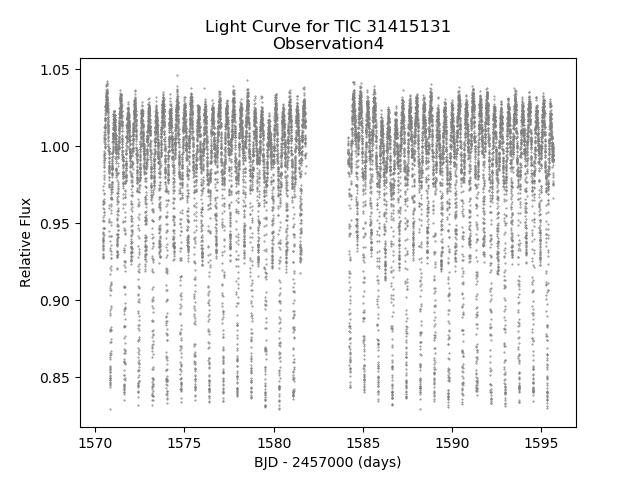 Light Curve for TIC 31415131
Observation4
1.05
1.00
0.95
0.90
0.85
Relative Flux
1570
1575
1580
1585
1590
1595
BJD - 2457000 (days)